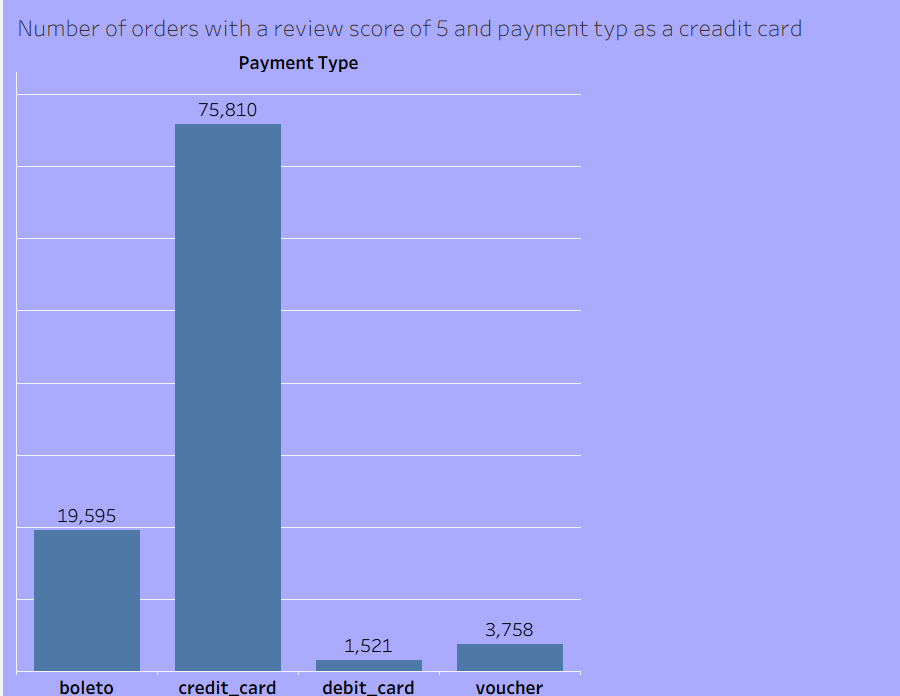 Number of orders with a review score of 5 and payment typ as a creadit card
Payment Type
75,810
19,595
3,758
1,521
boleto credit_card debit_card voucher